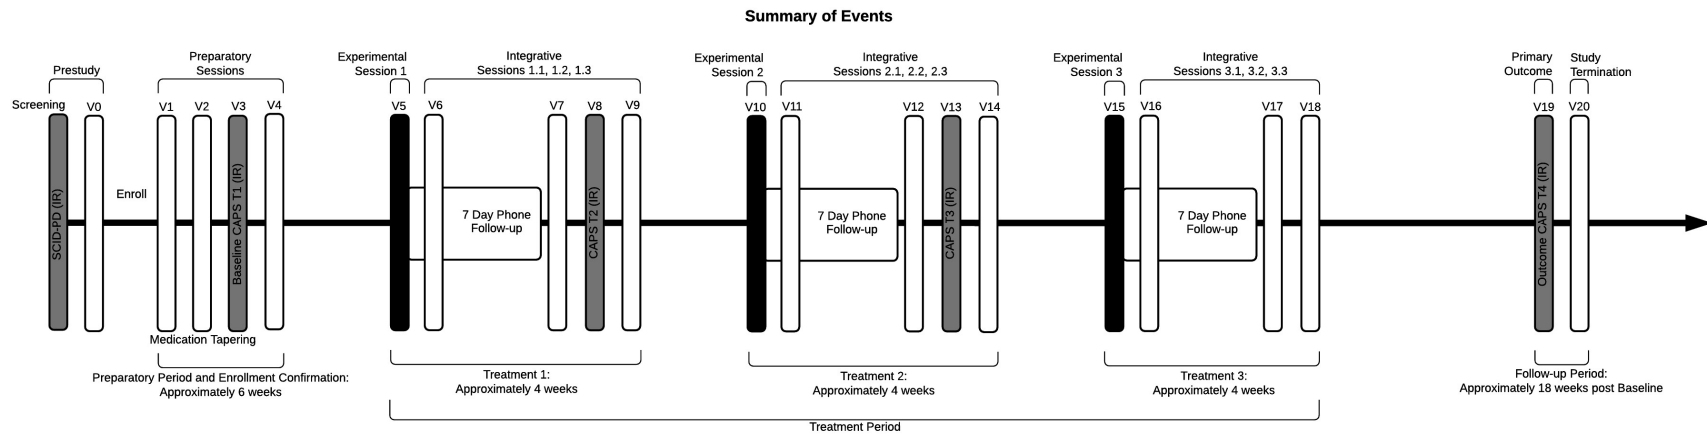 Summary of Events
Prestudy
Preparatory
Sessions
Experimental
Session 1
Integrative
Sessions 1.1, 1.2, 1.3
Experimental
Session 2
Integrative
Sessions 2.1, 2.2, 2.3
Experimental
Session 3
Integrative
Sessions 3.1, 3.2, 3.3
Primary
Outcome
Study
Termination
Screening
V0
V1
V2
V3
V4
V5
V6
V7
V8
V9
V10
V11
V12
V13
V14
V15
V16
V17
V18
V19
V20
SCID-PD (IR)
Enroll
Baseline CAPS T1 (IR)
7 Day Phone
Follow-up
CAPS T2 (IR)
7 Day Phone
Follow-up
CAPS T3 (IR)
7 Day Phone
Follow-up
Outcome CAPS T4 (IR)
Medication Tapering
Preparatory Period and Enrollment Confirmation:
Approximately 6 weeks
Treatment 1:
Approximately 4 weeks
Treatment 2:
Approximately 4 weeks
Treatment 3:
Approximately 4 weeks
Follow-up Period:
Approximately 18 weeks post Baseline
Treatment Period